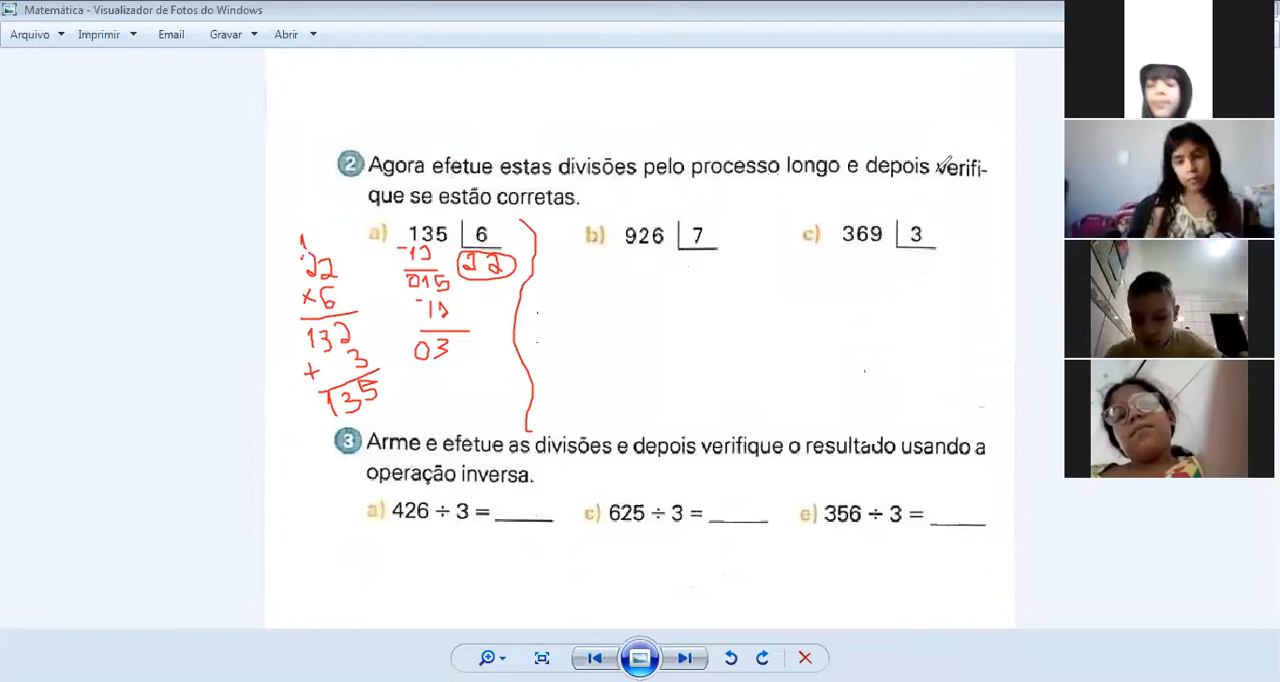 Matemática - Visualizador de Fotos do Windows
Arquivo Imprimir Email Gravar Abrir
2 Agora efetue estas divisões pelo processo longo e depois verifi-
que se estão corretas.
a) 135 6 b) 926 7 c) 369 3
-12 22
015
-12
03
1
22
×6
132
+ 3
135
3 Arme e efetue as divisões e depois verifique o resultado usando a
operação inversa.
a) 426 ÷ 3 = ____ c) 625 ÷ 3 = ____ e) 356 ÷ 3 = ____